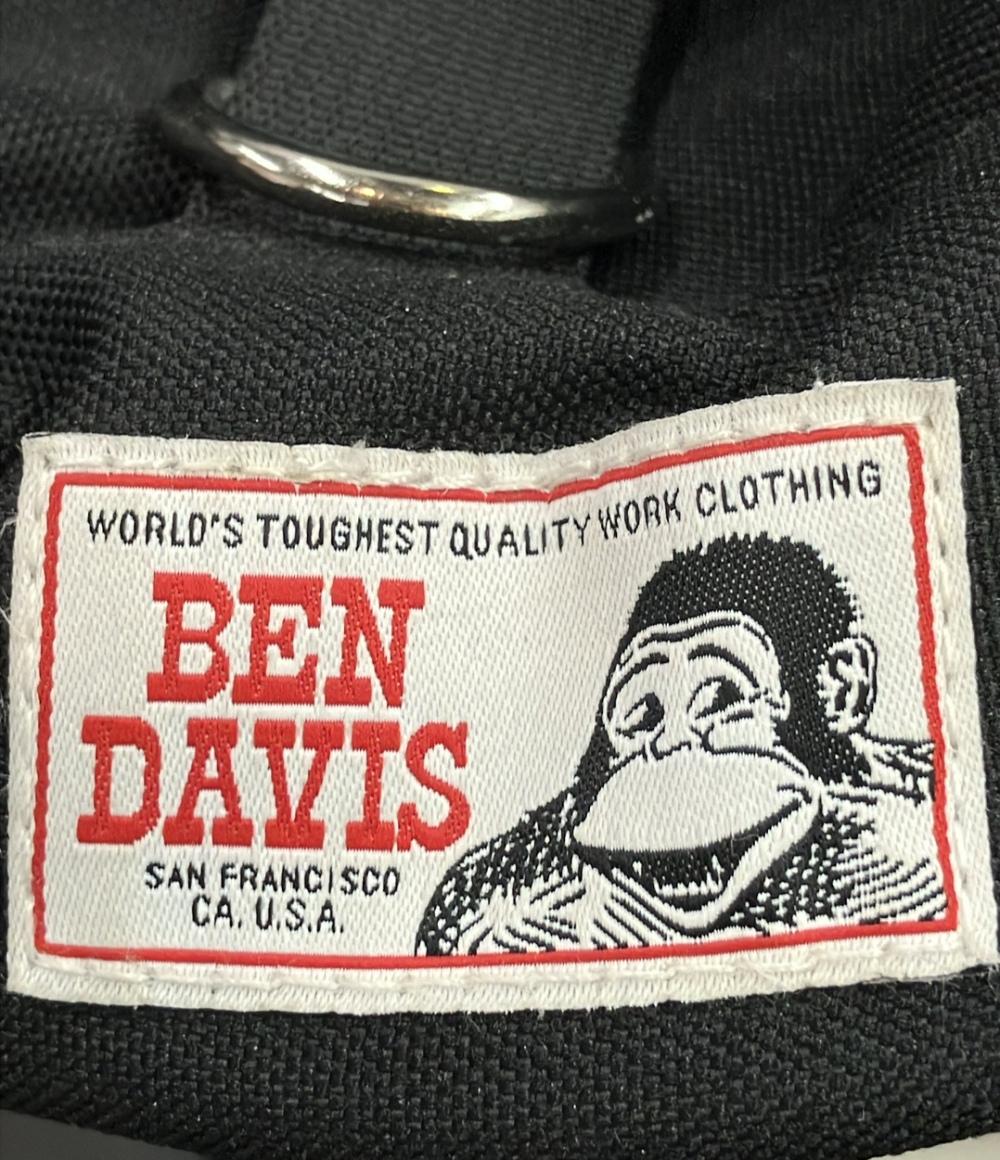 WORLD'S TOUGHEST QUALITY WORK CLOTHING
BEN
DAVIS
SAN FRANCISCO
CA. U.S.A.